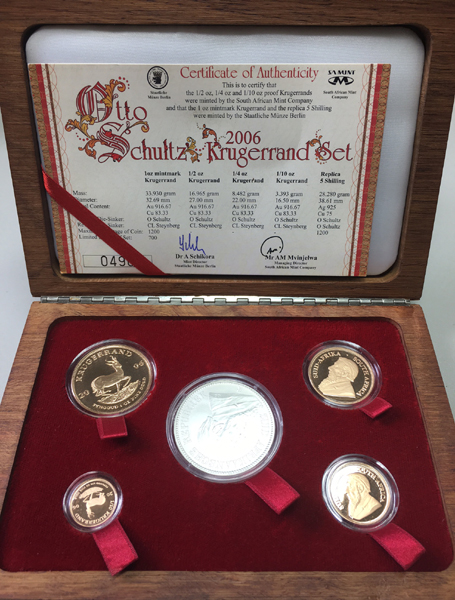 Certificate of Authenticity
Staatliche
Münze Berlin
SAMINT
South African Mint
Company
This is to certify that
the 1/2 oz, 1/4 oz and 1/10 oz proof Krugerrands
were minted by the South African Mint Company
and that the 1 oz mintmark Krugerrand and the replica 5 Shilling
were minted by the Staatliche Münze Berlin
Otto
Schultz
2006
Krugerrand Set
1oz mintmark 1/2 oz 1/4 oz 1/10 oz Replica
Krugerrand Krugerrand Krugerrand Krugerrand 5 Shilling
Mass: 33.930 gram 16.965 gram 8.482 gram 3.393 gram 28.280 gram
32.69 mm 27.00 mm 22.00 mm 16.50 mm 38.61 mm
Content: Au 916.67 Au 916.67 Au 916.67 Au 916.67 Ag 925
Cu 83.33 Cu 83.33 Cu 83.33 Cu 83.33 Cu 75
O Schultz O Schultz O Schultz O Schultz O Schultz
CL Steynberg CL Steynberg CL Steynberg CL Steynberg
1200 1200
700
Dr A Schikora
Mint Director
Staatliche Münze Berlin
Mr AM Mvinjelwa
Managing Director
South African Mint Company
KRUGERRAND
FYNGOUD 1 OZ FINE GOLD
SUID-AFRIKA
KRUGERRAND